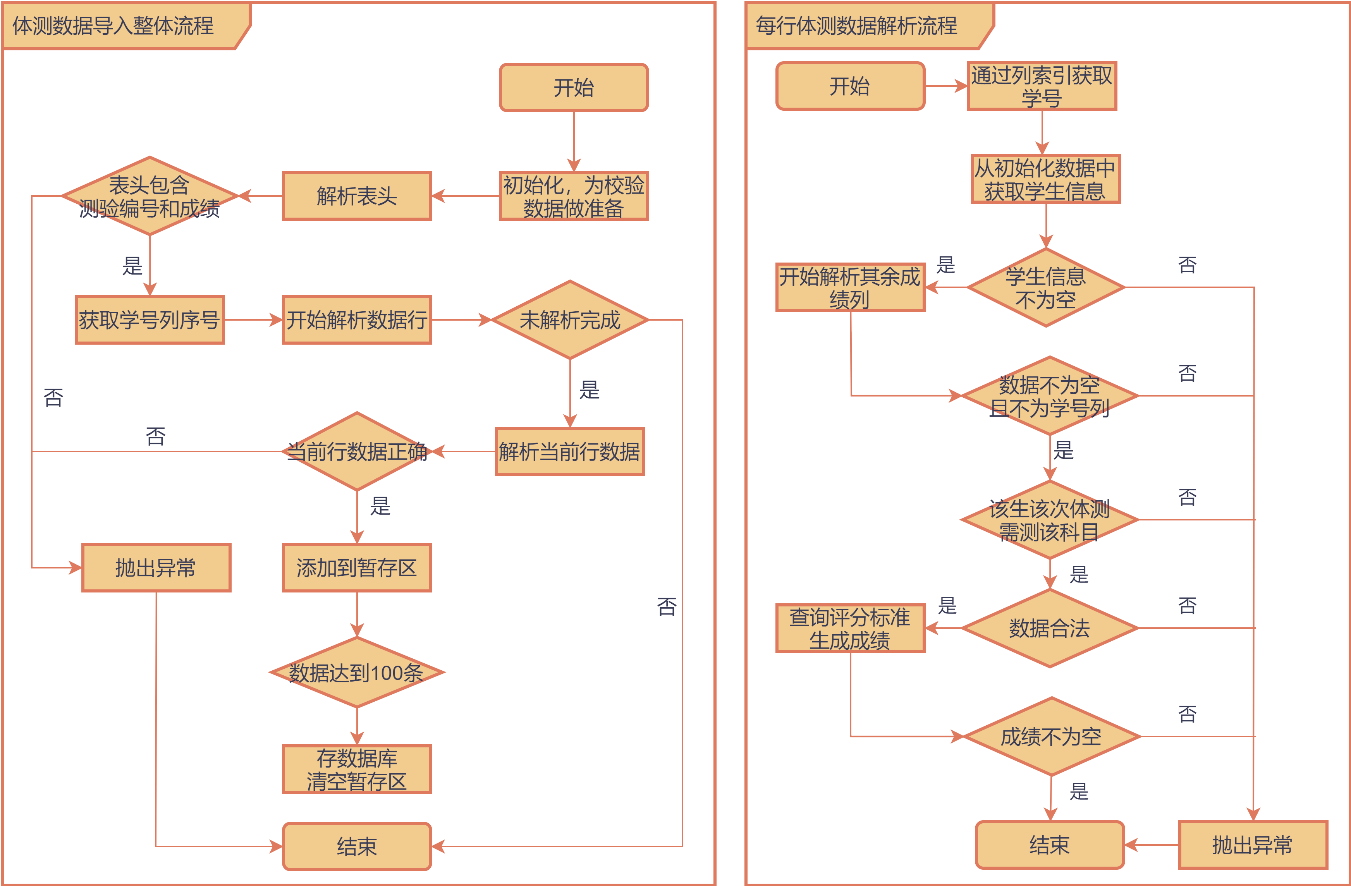 体测数据导入整体流程
开始
初始化，为校验
数据做准备
解析表头
表头包含
测验编号和成绩
是
获取学号列序号
开始解析数据行
未解析完成
是
否
解析当前行数据
当前行数据正确
否
是
抛出异常
添加到暂存区
否
数据达到100条
存数据库
清空暂存区
结束
每行体测数据解析流程
开始
通过列索引获取
学号
从初始化数据中
获取学生信息
学生信息
不为空
是
否
开始解析其余成
绩列
数据不为空
且不为学号列
否
是
该生该次体测
需测该科目
否
是
数据合法
是
否
查询评分标准
生成成绩
成绩不为空
否
是
结束
抛出异常